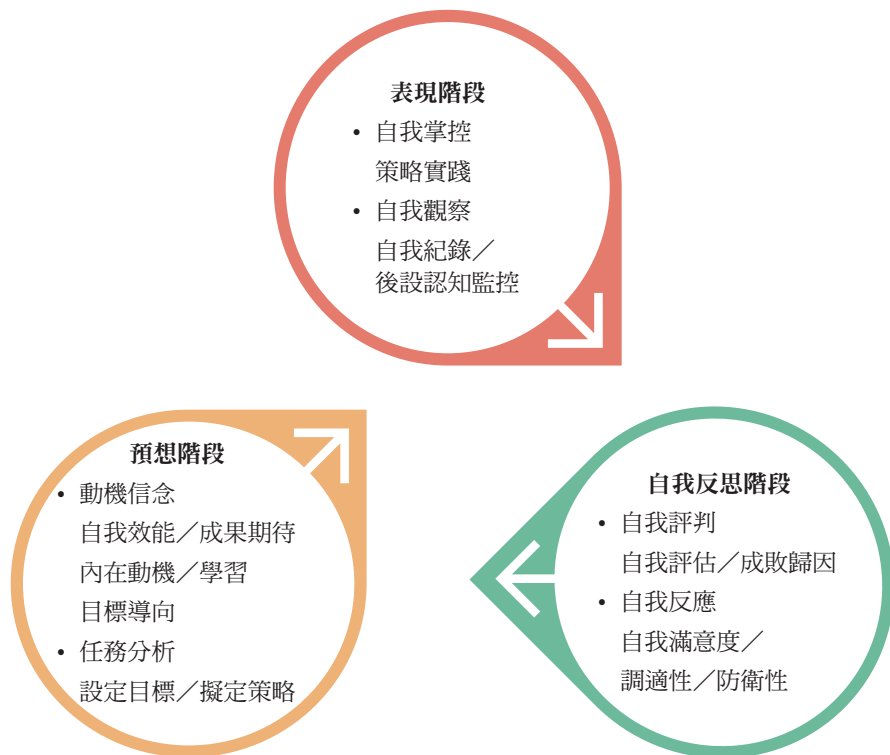 表現階段
• 自我掌控
策略實踐
• 自我觀察
自我紀錄／
後設認知監控
預想階段
• 動機信念
自我效能／成果期待
內在動機／學習
目標導向
• 任務分析
設定目標／擬定策略
自我反思階段
• 自我評判
自我評估／成敗歸因
• 自我反應
自我滿意度／
調適性／防衛性